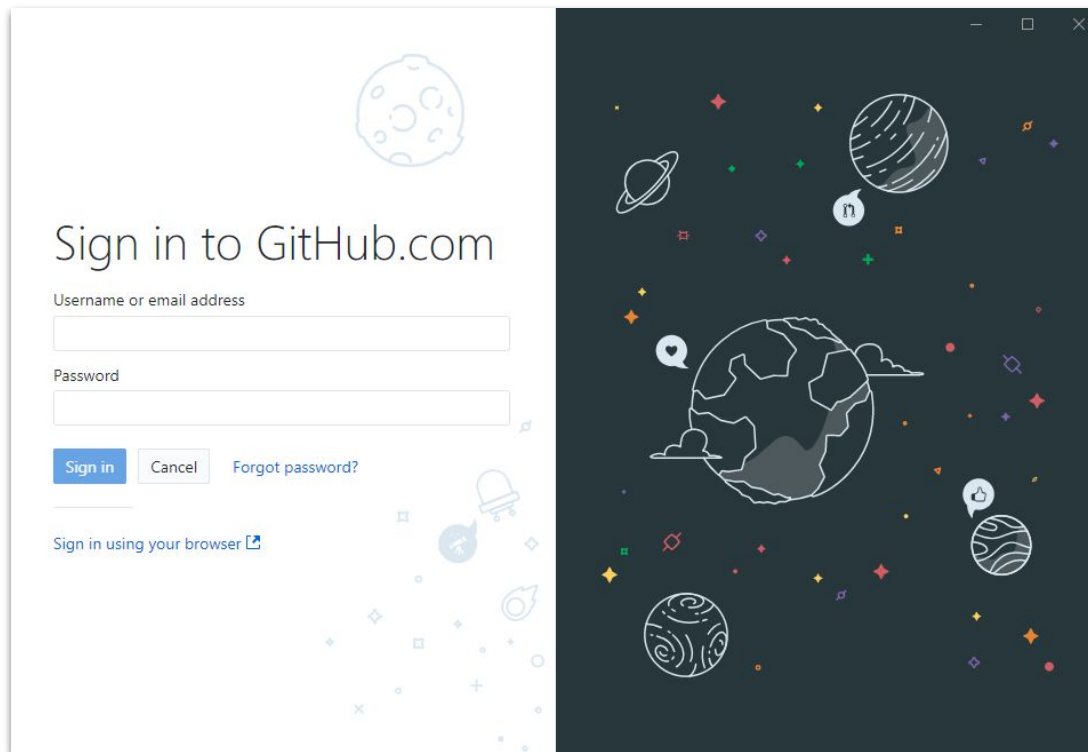 Sign in to GitHub.com
Username or email address
Password
Sign in Cancel Forgot password?
Sign in using your browser